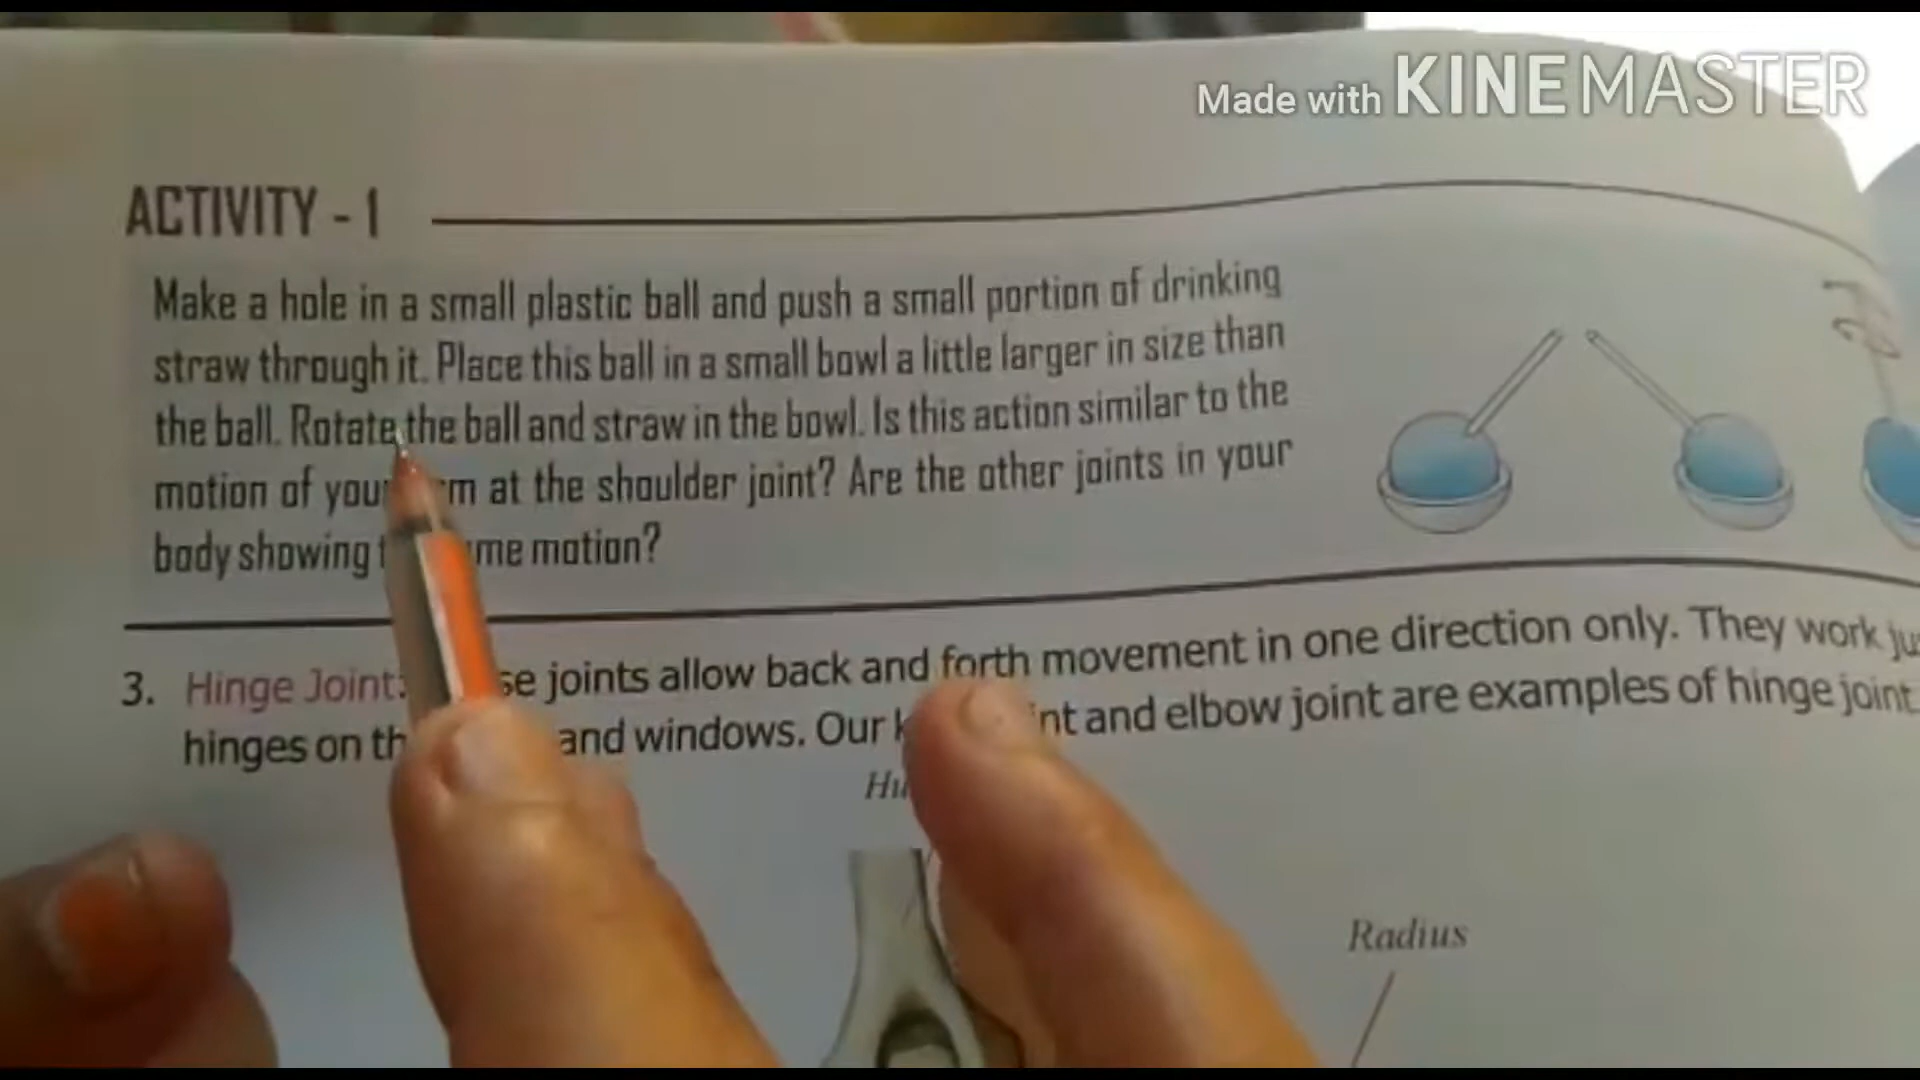 Made with KINEMASTER
ACTIVITY - 1
Make a hole in a small plastic ball and push a small portion of drinking
straw through it. Place this ball in a small bowl a little larger in size than
the ball. Rotate the ball and straw in the bowl. Is this action similar to the
motion of at the shoulder joint? Are the other joints in your
body showing motion?
3. Hinge Joint: joints allow back and forth movement in one direction only. They work
hinges on and windows. Our and elbow joint are examples of hinge joint
Radius